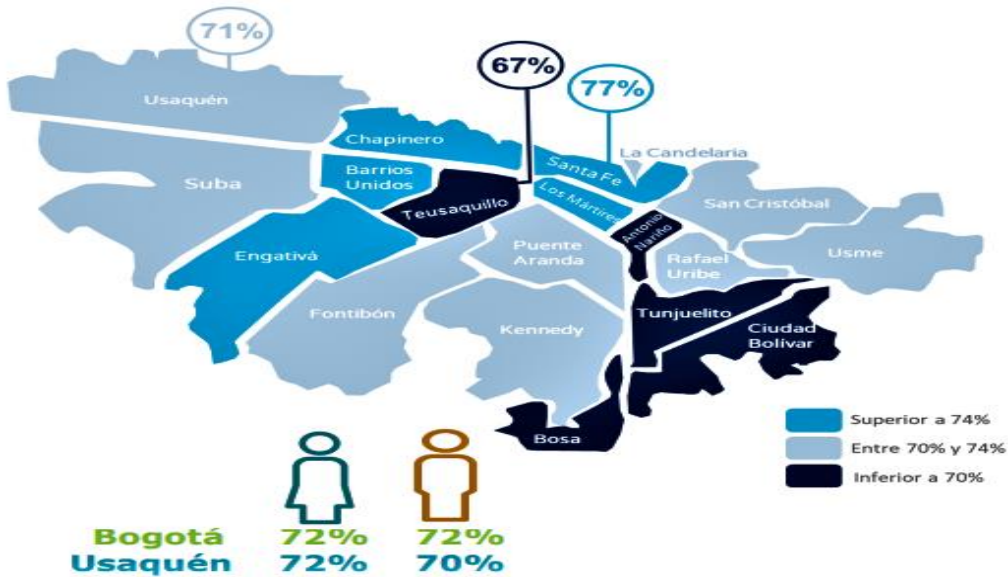 71%
67%
77%
Usaquén
Chapinero
Santa Fe
La Candelaria
Suba
Barrios
Unidos
Teusaquillo
Los Mártires
San Cristóbal
Antonio
Nariño
Engativá
Puente
Aranda
Rafael
Uribe
Usme
Fontibón
Kennedy
Tunjuelito
Ciudad
Bolívar
Bosa
Superior a 74%
Entre 70% y 74%
Inferior a 70%
Bogotá 72% 72%
Usaquén 72% 70%